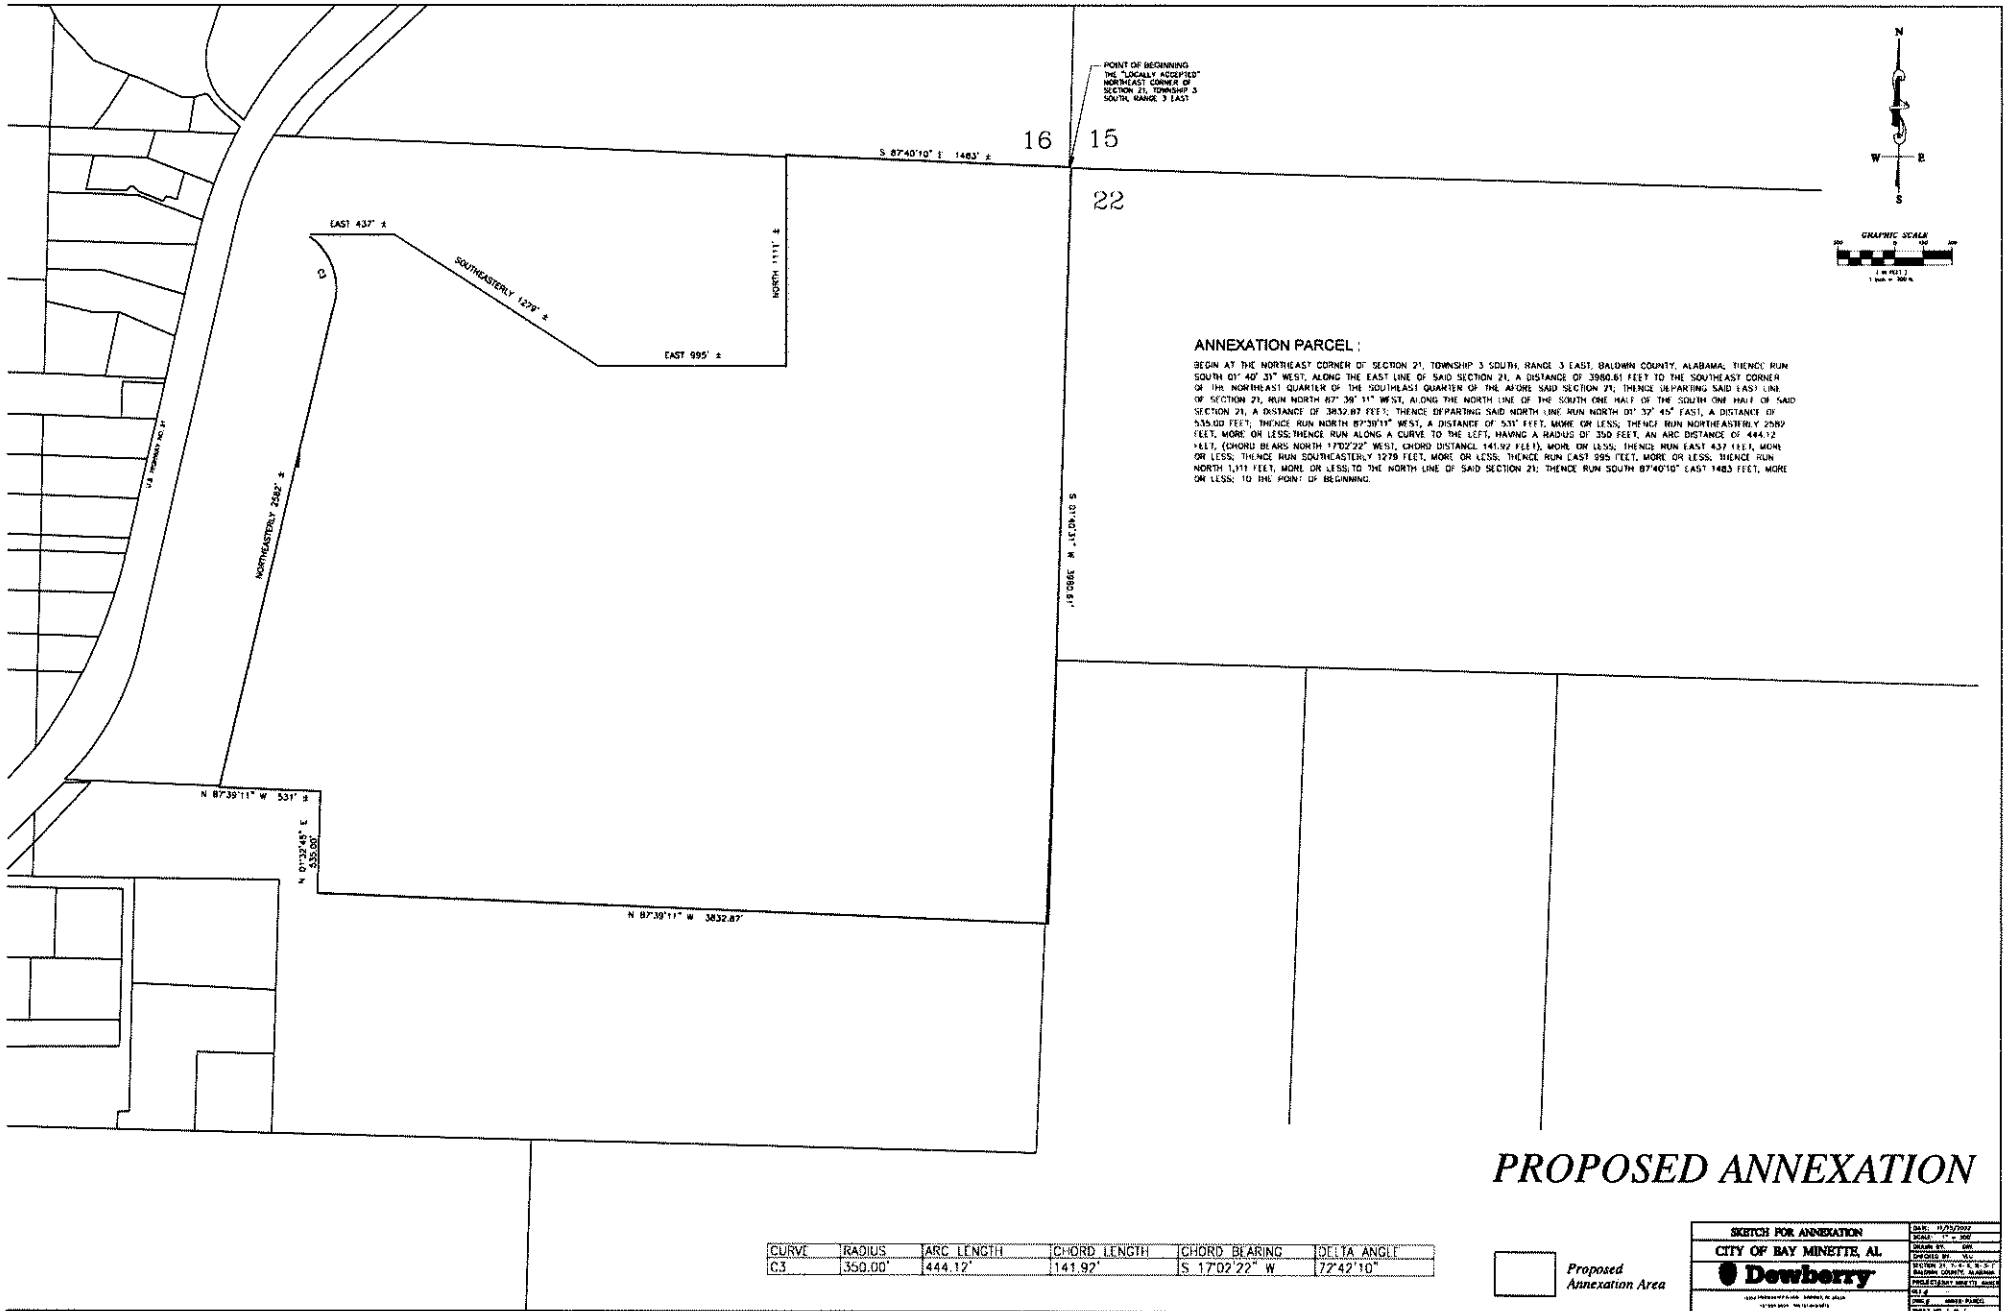 POINT OF BEGINNING
THE "LOCALLY ACCEPTED"
NORTHEAST CORNER OF
SECTION 21, TOWNSHIP 3
SOUTH, RANGE 3 EAST
N
W E
S
16 15
22
S 87°40'10" E 1483' ±
EAST 437' ±
C3
SOUTHEASTERLY 1279' ±
NORTH 1111' ±
EAST 995' ±
GRAPHIC SCALE
( IN FEET )
ANNEXATION PARCEL :
BEGIN AT THE NORTHEAST CORNER OF SECTION 21, TOWNSHIP 3 SOUTH, RANGE 3 EAST, BALDWIN COUNTY, ALABAMA; THENCE RUN
SOUTH 01° 40' 31" WEST, ALONG THE EAST LINE OF SAID SECTION 21, A DISTANCE OF 3980.61 FEET TO THE SOUTHEAST CORNER
OF THE NORTHEAST QUARTER OF THE SOUTHEAST QUARTER OF THE AFORE SAID SECTION 21; THENCE DEPARTING SAID EAST LINE
OF SECTION 21, RUN NORTH 87° 39' 11" WEST, ALONG THE NORTH LINE OF THE SOUTH ONE HALF OF THE SOUTH ONE HALF OF SAID
SECTION 21, A DISTANCE OF 3832.87 FEET; THENCE DEPARTING SAID NORTH LINE RUN NORTH 01° 32' 45" EAST, A DISTANCE OF
535.00 FEET; THENCE RUN NORTH 87°39'11" WEST, A DISTANCE OF 531 FEET, MORE OR LESS; THENCE RUN NORTHEASTERLY 2582
FEET, MORE OR LESS; THENCE RUN ALONG A CURVE TO THE LEFT, HAVING A RADIUS OF 350 FEET, AN ARC DISTANCE OF 444.12
FEET, (CHORD BEARS NORTH 17°02'22" WEST, CHORD DISTANCE 141.92 FEET), MORE OR LESS; THENCE RUN EAST 437 FEET, MORE
OR LESS; THENCE RUN SOUTHEASTERLY 1279 FEET, MORE OR LESS; THENCE RUN EAST 995 FEET, MORE OR LESS; THENCE RUN
NORTH 1,111 FEET, MORE OR LESS; TO THE NORTH LINE OF SAID SECTION 21; THENCE RUN SOUTH 87°40'10" EAST 1483 FEET, MORE
OR LESS; TO THE POINT OF BEGINNING.
U.S. HIGHWAY NO. 31
NORTHEASTERLY 2582' ±
S 01°40'31" W 3980.61'
N 87°39'11" W 531' ±
N 01°32'45" E
535.00'
N 87°39'11" W 3832.87'
PROPOSED ANNEXATION
CURVE RADIUS ARC LENGTH CHORD LENGTH CHORD BEARING DELTA ANGLE
C3 350.00' 444.12' 141.92' S 17°02'22" W 72°42'10"
Proposed
Annexation Area
SKETCH FOR ANNEXATION
CITY OF BAY MINETTE, AL
Dewberry